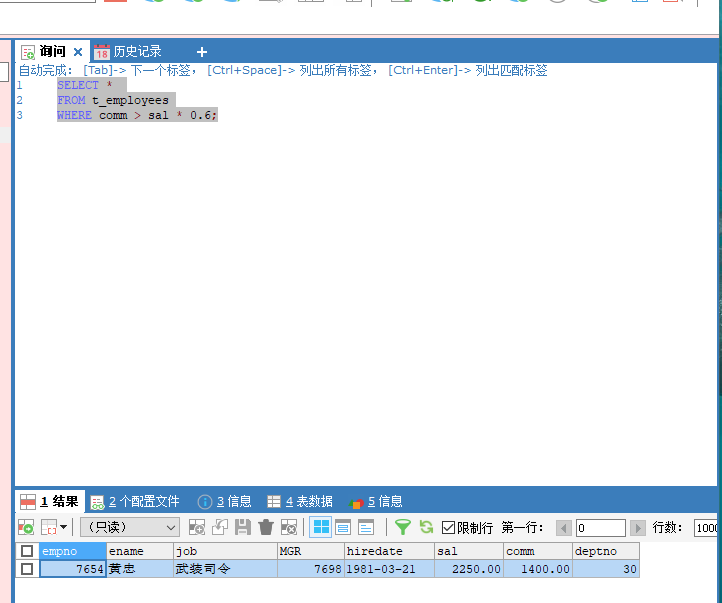 询问 × 18 历史记录 +
自动完成: [Tab]-> 下一个标签, [Ctrl+Space]-> 列出所有标签, [Ctrl+Enter]-> 列出匹配标签
1 SELECT *
2 FROM t_employees
3 WHERE comm > sal * 0.6;
1 结果 2 个配置文件 3 信息 4 表数据 5 信息
(只读) 限制行 第一行: 0 行数: 1000
empno ename job MGR hiredate sal comm deptno
7654 黄忠 武装司令 7698 1981-03-21 2250.00 1400.00 30